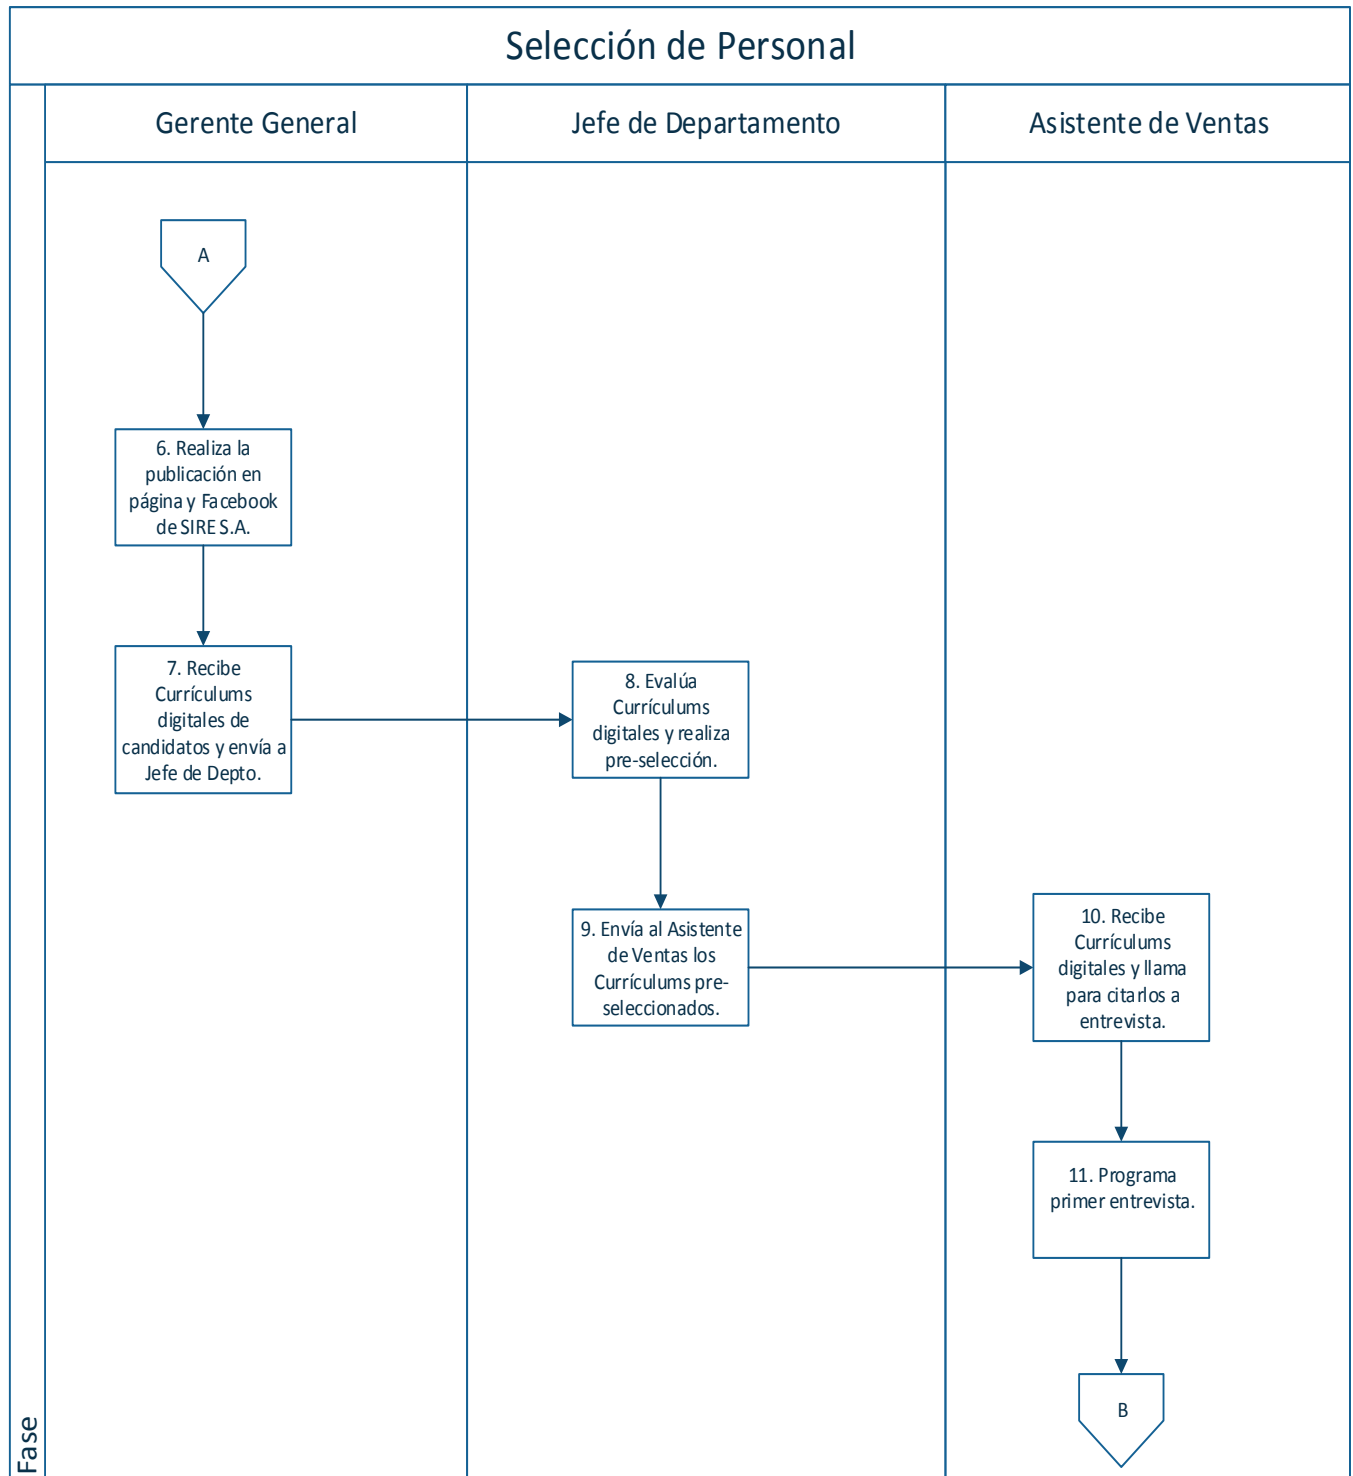 Selección de Personal
Gerente General
Jefe de Departamento
Asistente de Ventas
A
6. Realiza la
publicación en
página y Facebook
de SIRE S.A.
7. Recibe
Currículums
digitales de
candidatos y envía a
Jefe de Depto.
8. Evalúa
Currículums
digitales y realiza
pre-selección.
9. Envía al Asistente
de Ventas los
Currículums pre-
seleccionados.
10. Recibe
Currículums
digitales y llama
para citarlos a
entrevista.
11. Programa
primer entrevista.
B
Fase